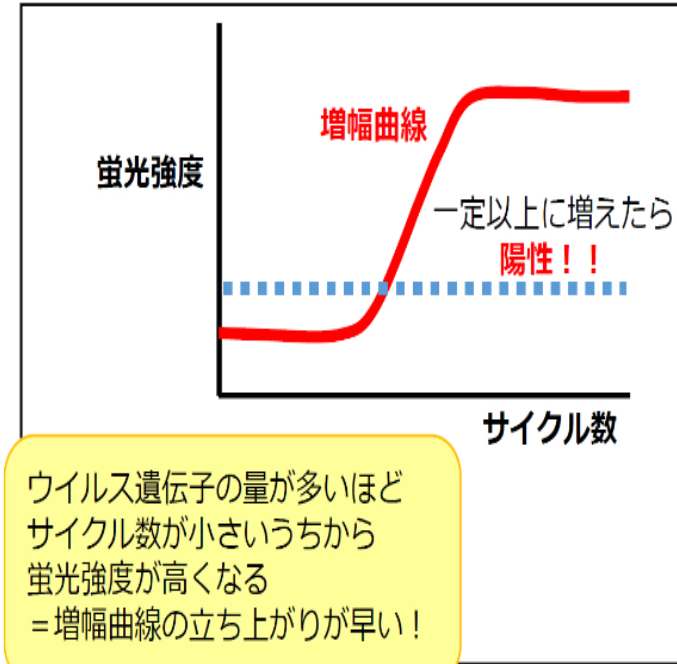 増幅曲線
蛍光強度
一定以上に増えたら
陽性！！
サイクル数
ウイルス遺伝子の量が多いほど
サイクル数が小さいうちから
蛍光強度が高くなる
＝増幅曲線の立ち上がりが早い！